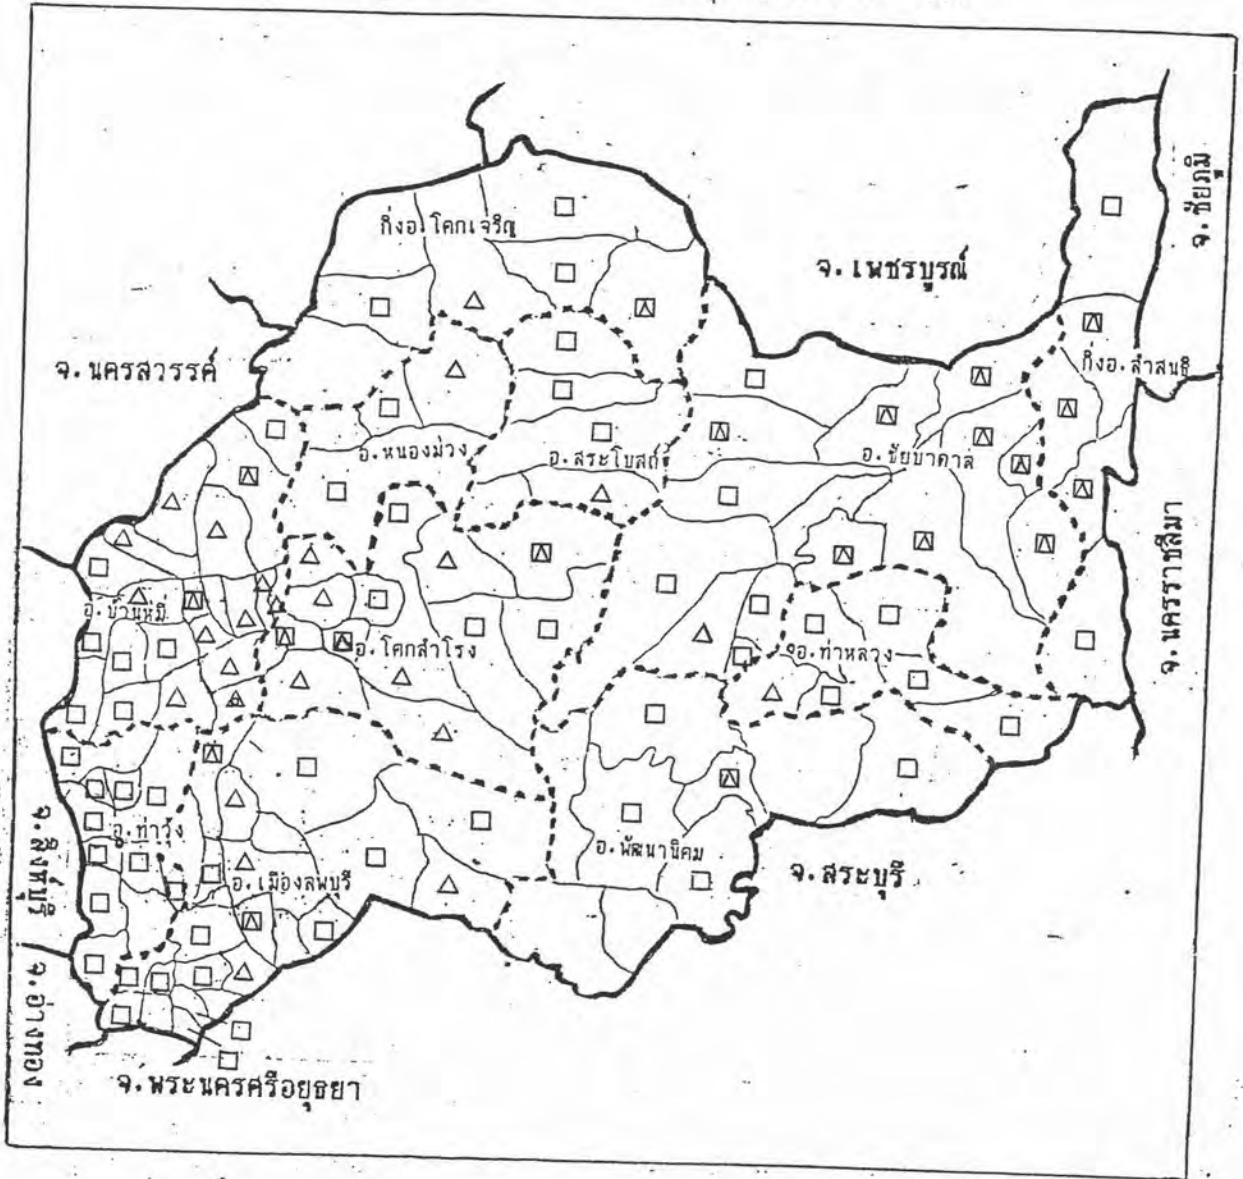 จ.ชัยภูมิ
กิ่งอ.โคกเจริญ
จ.เพชรบูรณ์
จ.นครสวรรค์
กิ่งอ.ลำสนธิ
อ.หนองม่วง
อ.สระโบสถ์
อ.ชัยบาดาล
จ.นครราชสีมา
อ.บ้านหมี่
อ.โคกสำโรง
อ.ท่าหลวง
อ.ท่าวุ้ง
จ.สิงห์บุรี
อ.พัฒนานิคม
อ.เมืองลพบุรี
จ.สระบุรี
จ.อ่างทอง
จ.พระนครศรีอยุธยา